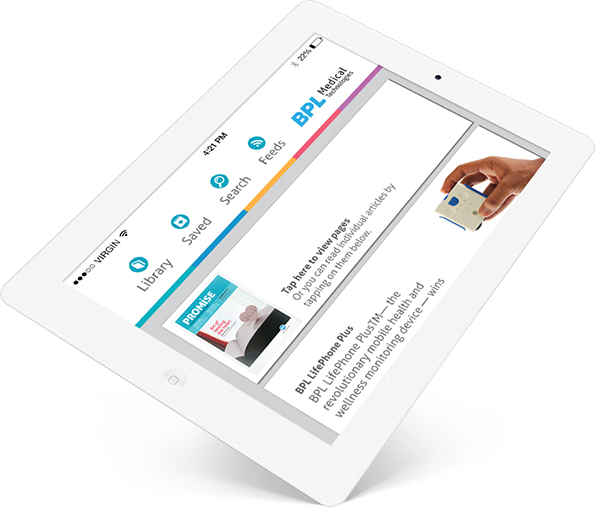 ●●●○○ VIRGIN
4:21 PM
22%
Library
Saved
Search
Feeds
BPL Medical
Technologies
PROMISE
Tap here to view pages
Or you can read individual articles by
tapping on them below.
BPL LifePhone Plus
BPL LifePhone PlusTM— the
revolutionary mobile health and
wellness monitoring device — wins